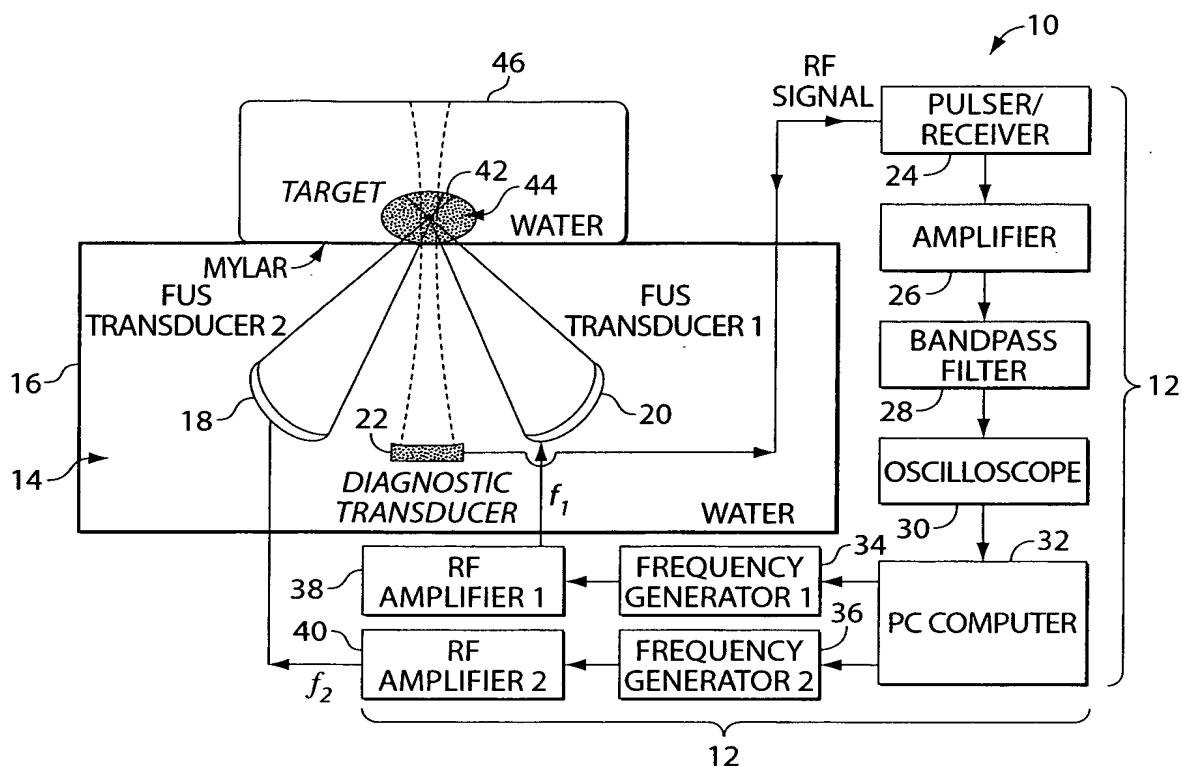 10
46
RF
SIGNAL
PULSER/
RECEIVER
24
42
44
TARGET
WATER
AMPLIFIER
26
MYLAR
FUS
TRANSDUCER 2
FUS
TRANSDUCER 1
BANDPASS
FILTER
28
12
16
18
20
22
OSCILLOSCOPE
30
14
DIAGNOSTIC
TRANSDUCER
f1
WATER
32
38
RF
AMPLIFIER 1
34
FREQUENCY
GENERATOR 1
PC COMPUTER
40
RF
AMPLIFIER 2
36
FREQUENCY
GENERATOR 2
f2
12